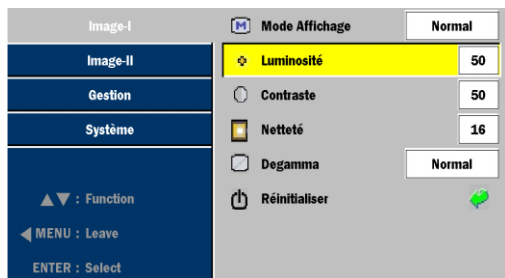 Image-I
Image-II
Gestion
Système
▲▼ : Function
◀ MENU : Leave
ENTER : Select
Mode Affichage Normal
Luminosité 50
Contraste 50
Netteté 16
Degamma Normal
Réinitialiser